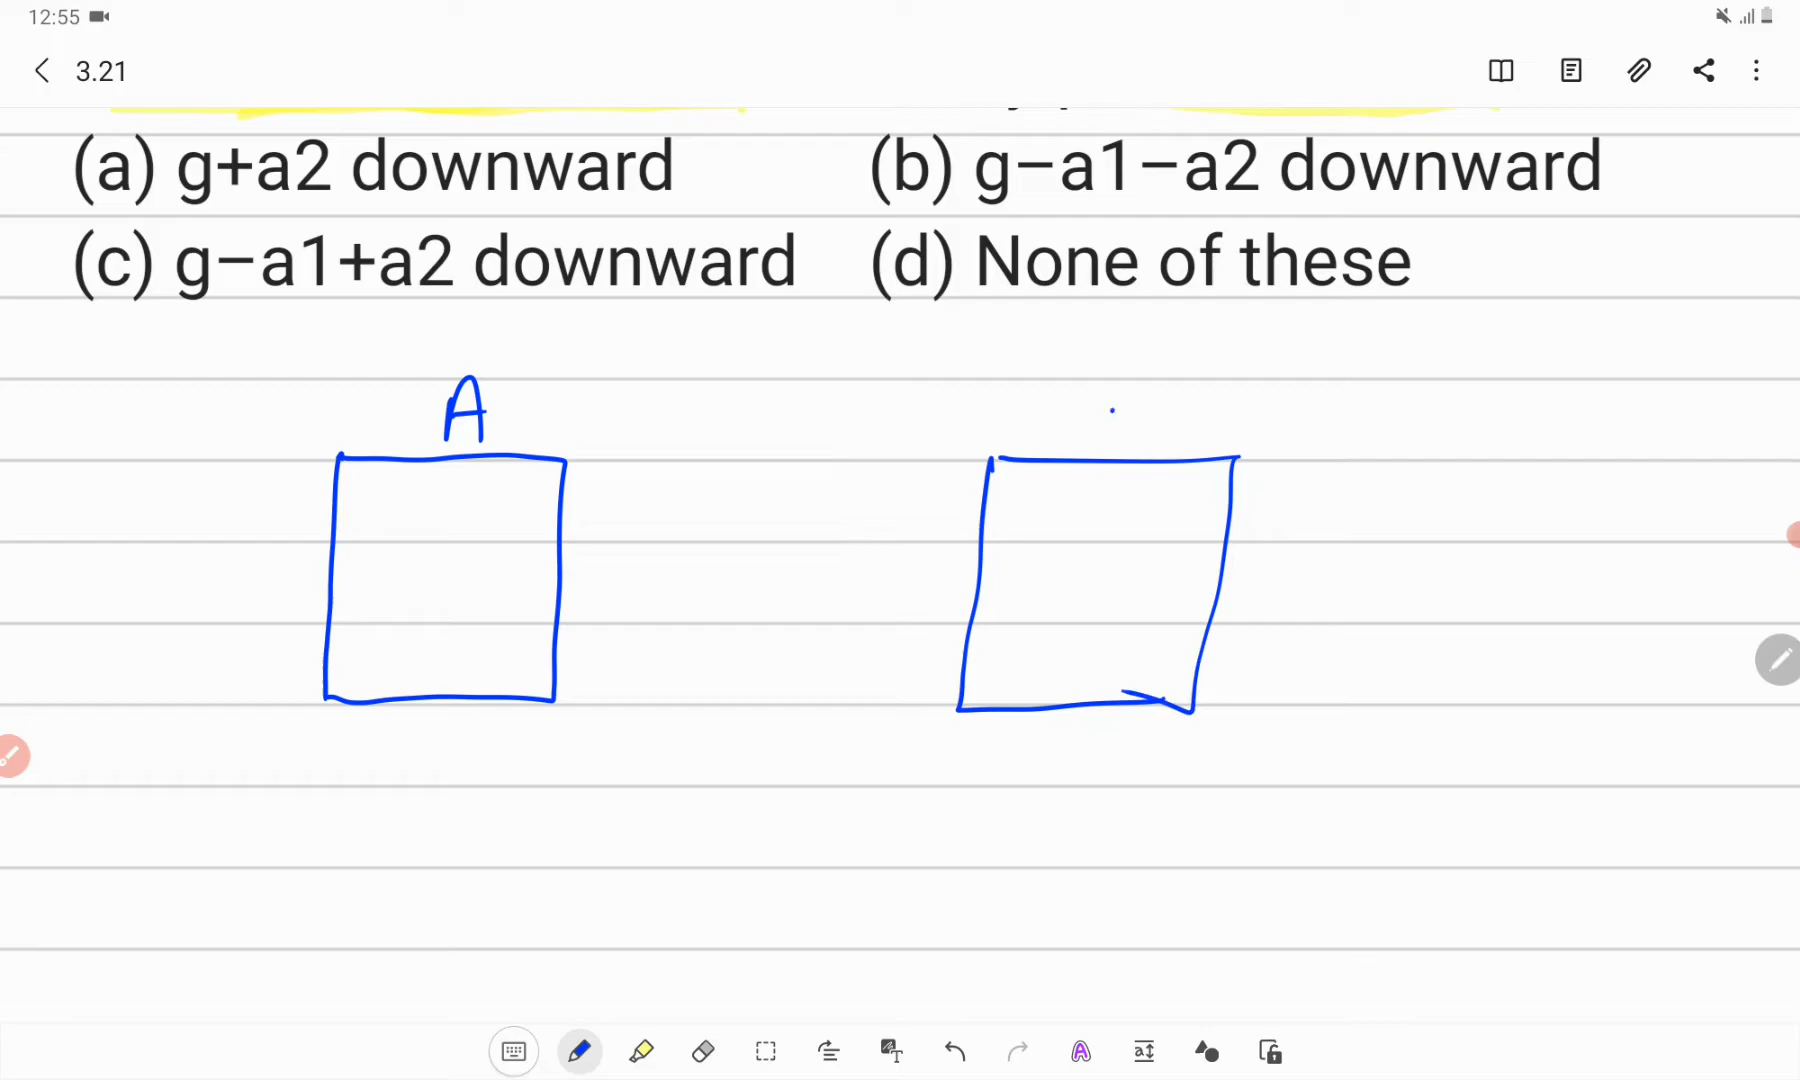 12:55
3.21
(a) g+a2 downward (b) g−a1−a2 downward
(c) g−a1+a2 downward (d) None of these
A